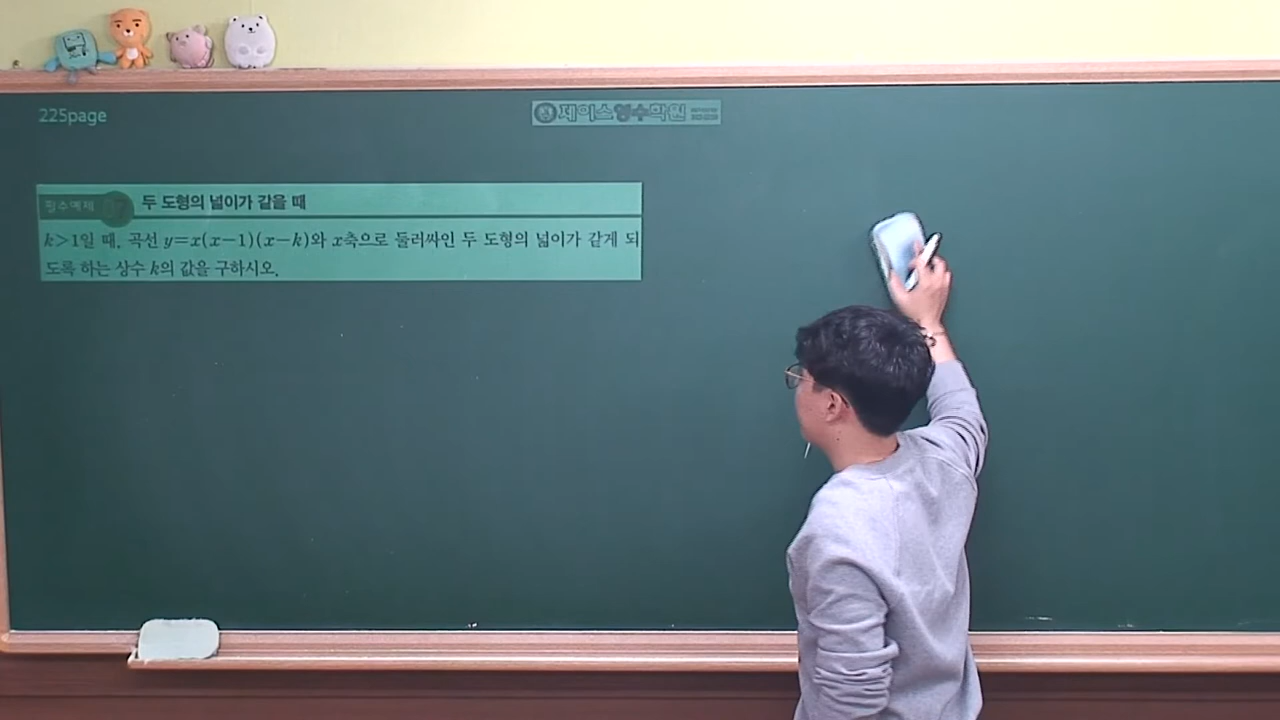 225page
제이스영수학원
필수예제 07 두 도형의 넓이가 같을 때
k>1일 때, 곡선 y=x(x-1)(x-k)와 x축으로 둘러싸인 두 도형의 넓이가 같게 되
도록 하는 상수 k의 값을 구하시오.